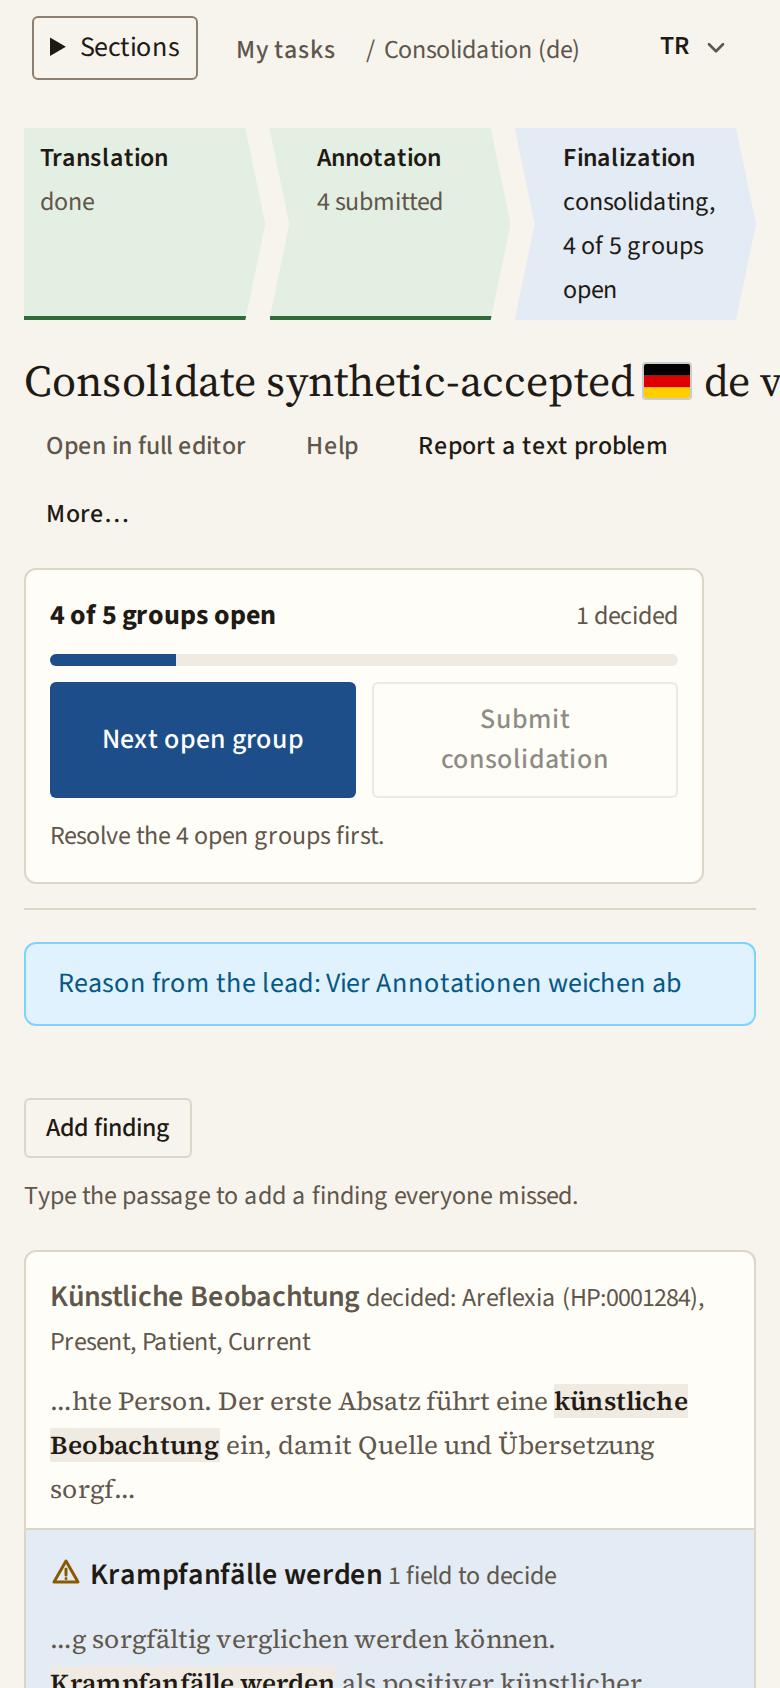 Sections
My tasks / Consolidation (de)
TR
Translation
done
Annotation
4 submitted
Finalization
consolidating,
4 of 5 groups
open
Consolidate synthetic-accepted de v
Open in full editor
Help
Report a text problem
More...
4 of 5 groups open
1 decided
Next open group
Submit
consolidation
Resolve the 4 open groups first.
Reason from the lead: Vier Annotationen weichen ab
Add finding
Type the passage to add a finding everyone missed.
Künstliche Beobachtung decided: Areflexia (HP:0001284),
Present, Patient, Current
...hte Person. Der erste Absatz führt eine künstliche
Beobachtung ein, damit Quelle und Übersetzung
sorgf...
Krampfanfälle werden 1 field to decide
...g sorgfältig verglichen werden können.
Krampfanfälle werden als positiver künstlicher